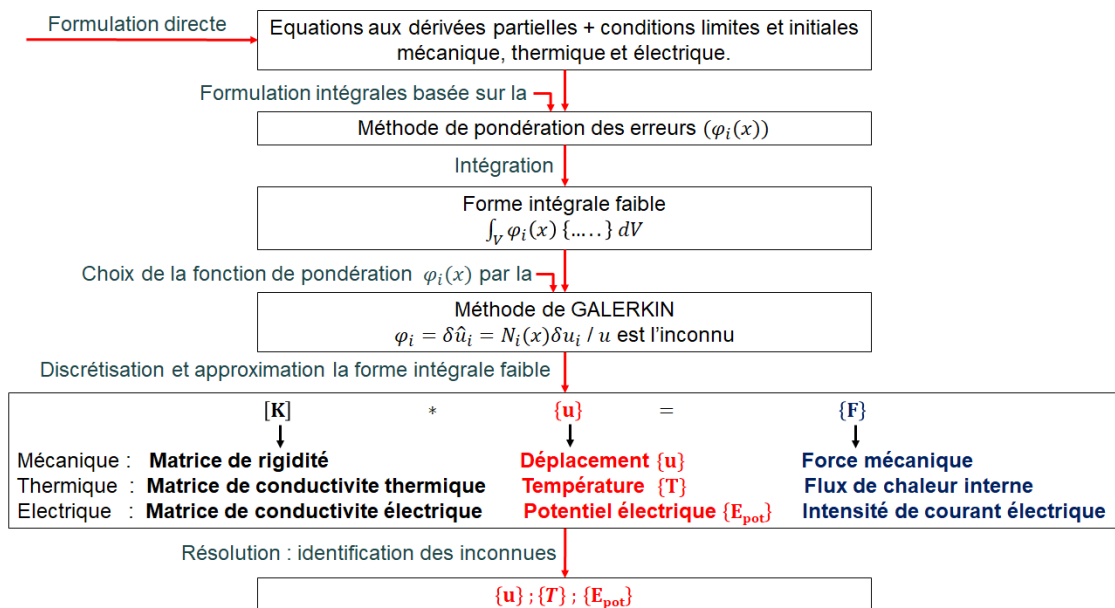 Formulation directe
Equations aux dérivées partielles + conditions limites et initiales
mécanique, thermique et électrique.
Formulation intégrales basée sur la
Méthode de pondération des erreurs (φᵢ(x))
Intégration
Forme intégrale faible
∫_V φᵢ(x) {… . . } dV
Choix de la fonction de pondération φᵢ(x) par la
Méthode de GALERKIN
φᵢ = δûᵢ = Nᵢ(x)δuᵢ / u est l'inconnu
Discrétisation et approximation la forme intégrale faible
[K] * {u} = {F}
Mécanique : Matrice de rigidité Déplacement {u} Force mécanique
Thermique : Matrice de conductivite thermique Température {T} Flux de chaleur interne
Electrique : Matrice de conductivité électrique Potentiel électrique {E_pot} Intensité de courant électrique
Résolution : identification des inconnues
{u} ; {T} ; {E_pot}